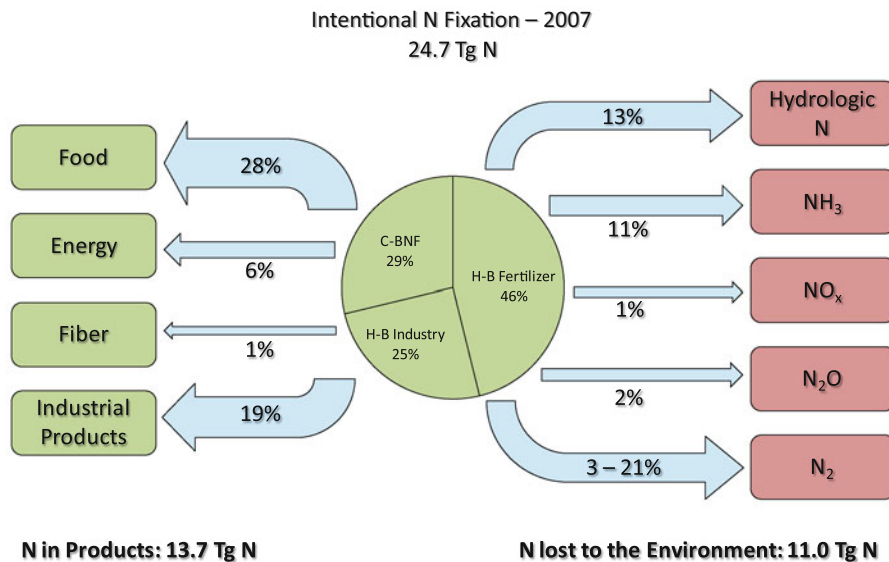 Intentional N Fixation – 2007
24.7 Tg N
Food
28%
Energy
6%
Fiber
1%
Industrial
Products
19%
C-BNF
29%
H-B Fertilizer
46%
H-B Industry
25%
13%
Hydrologic
N
11%
NH₃
1%
NOₓ
2%
N₂O
3 – 21%
N₂
N in Products: 13.7 Tg N
N lost to the Environment: 11.0 Tg N